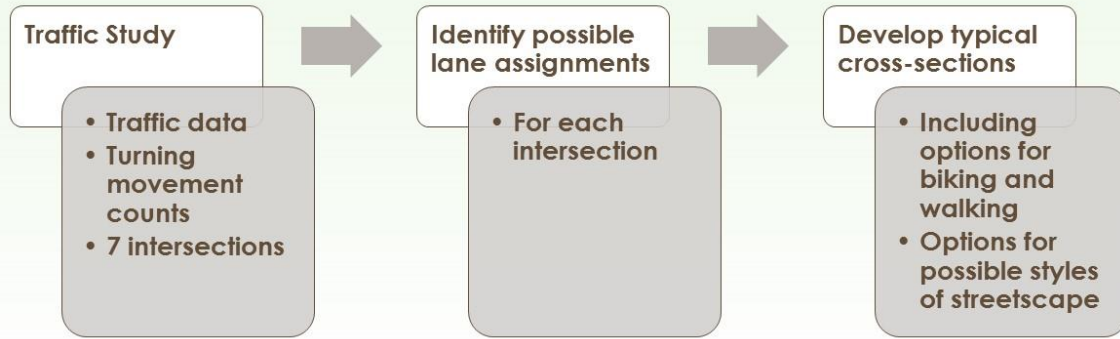 Traffic Study
• Traffic data
• Turning
movement
counts
• 7 intersections
Identify possible
lane assignments
• For each
intersection
Develop typical
cross-sections
• Including
options for
biking and
walking
• Options for
possible styles
of streetscape